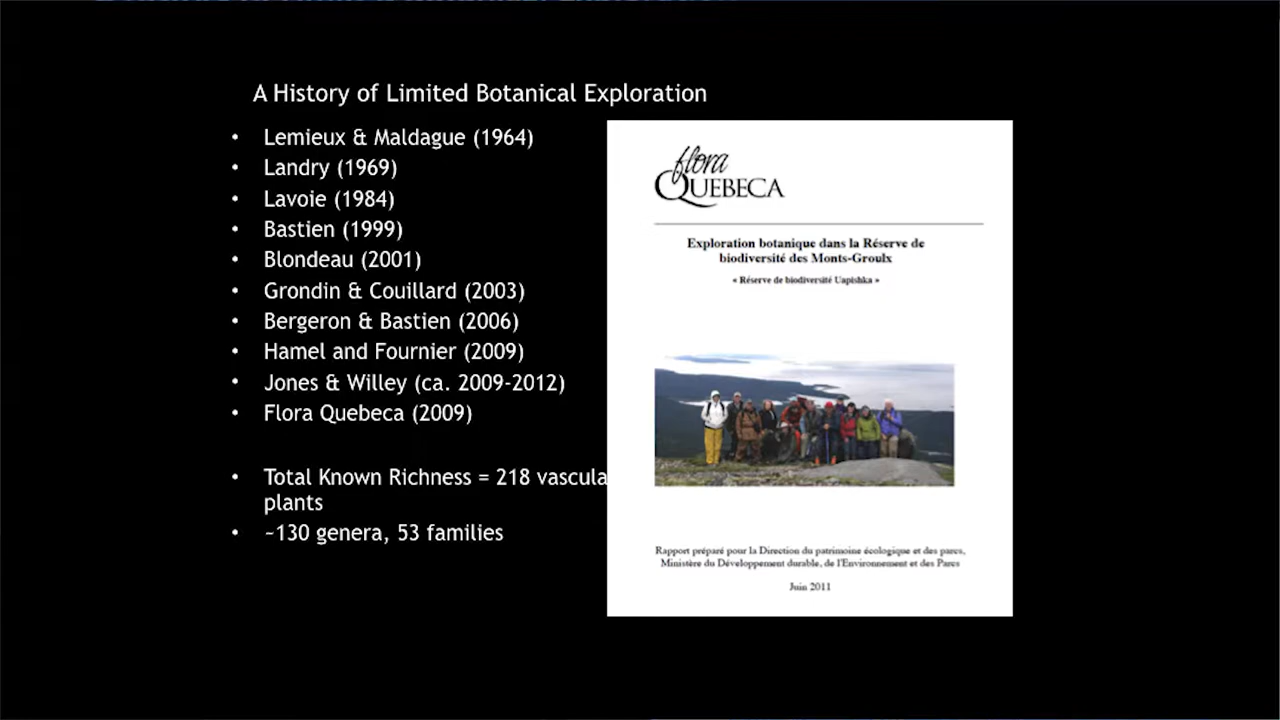 A History of Limited Botanical Exploration
• Lemieux & Maldague (1964)
• Landry (1969)
• Lavoie (1984)
• Bastien (1999)
• Blondeau (2001)
• Grondin & Couillard (2003)
• Bergeron & Bastien (2006)
• Hamel and Fournier (2009)
• Jones & Willey (ca. 2009-2012)
• Flora Quebeca (2009)
• Total Known Richness = 218 vascula
plants
• ~130 genera, 53 families
flora
QUEBECA
Exploration botanique dans la Réserve de
biodiversité des Monts-Groulx
« Réserve de biodiversité Uapishka »
Rapport préparé pour la Direction du patrimoine écologique et des parcs,
Ministère du Développement durable, de l'Environnement et des Parcs
Juin 2011